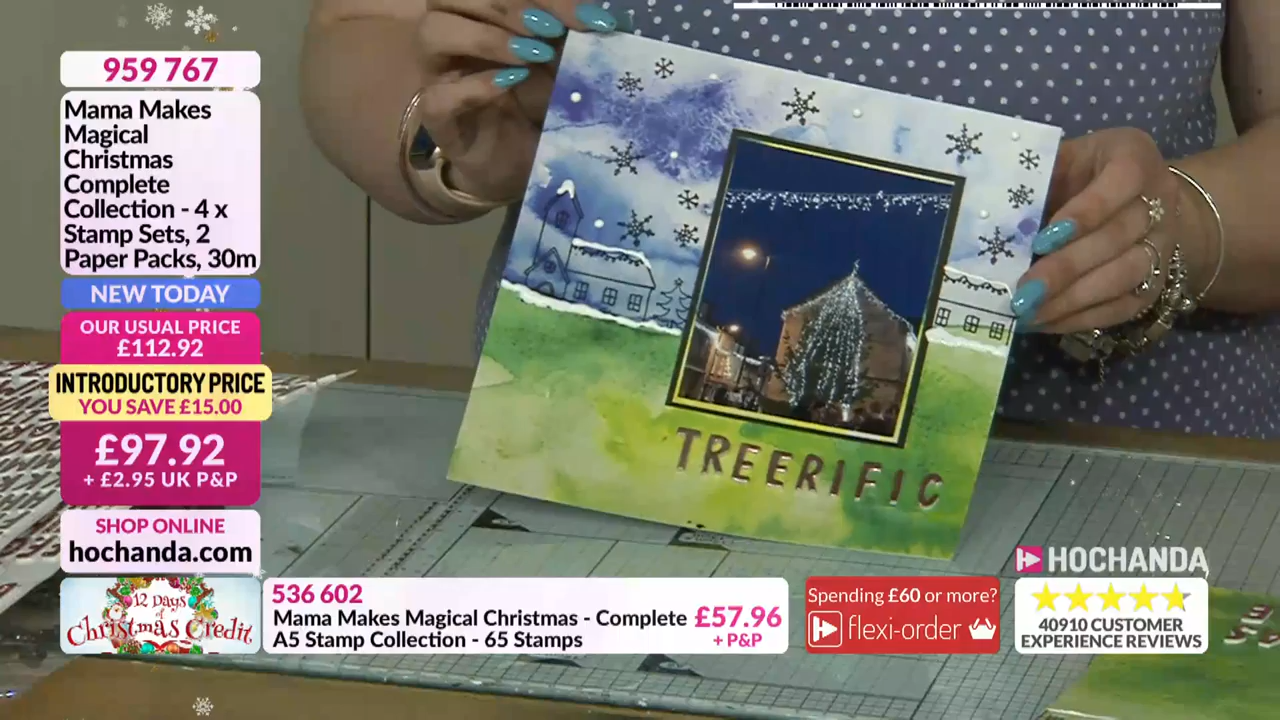 959 767
Mama Makes
Magical
Christmas
Complete
Collection - 4 x
Stamp Sets, 2
Paper Packs, 30m
NEW TODAY
OUR USUAL PRICE
£112.92
INTRODUCTORY PRICE
YOU SAVE £15.00
£97.92
+ £2.95 UK P&P
SHOP ONLINE
hochanda.com
TREERIFIC
12 Days
of
Christmas Credit
536 602
Mama Makes Magical Christmas - Complete
A5 Stamp Collection - 65 Stamps
£57.96
+ P&P
Spending £60 or more?
flexi-order
HOCHANDA
40910 CUSTOMER
EXPERIENCE REVIEWS